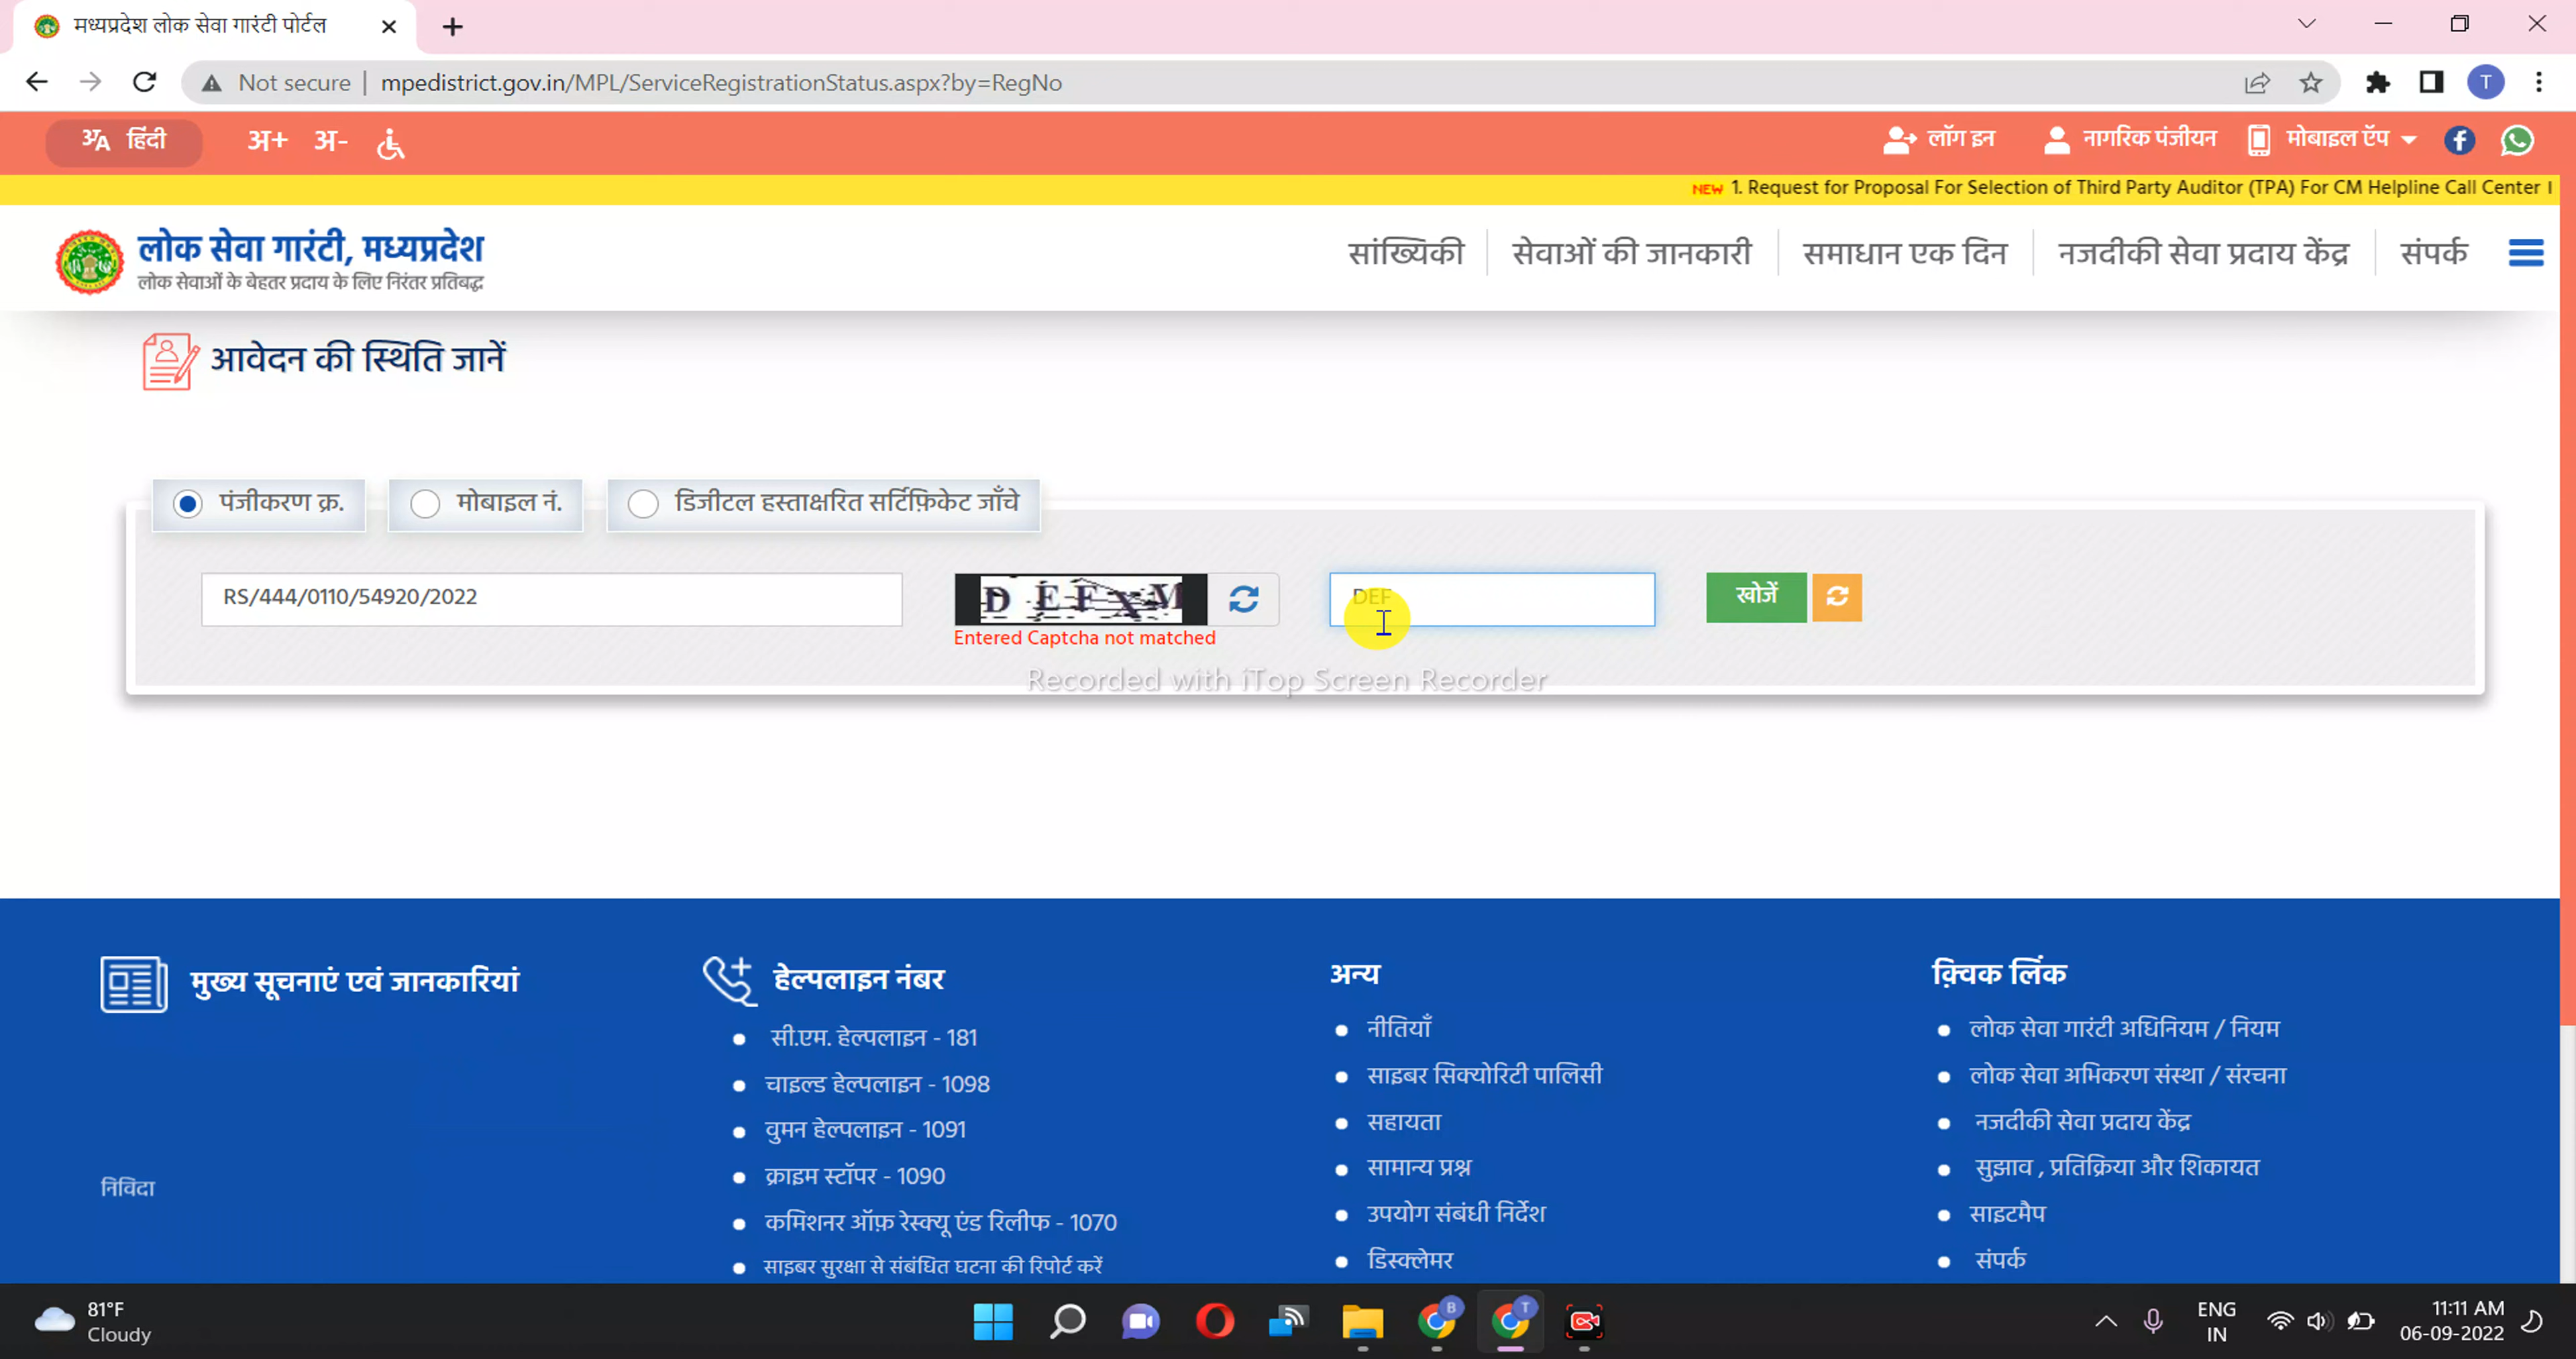 मध्यप्रदेश लोक सेवा गारंटी पोर्टल
Not secure | mpedistrict.gov.in/MPL/ServiceRegistrationStatus.aspx?by=RegNo
T
अA हिंदी अ+ अ- लॉग इन नागरिक पंजीयन मोबाइल ऍप
NEW 1. Request for Proposal For Selection of Third Party Auditor (TPA) For CM Helpline Call Center ।
लोक सेवा गारंटी, मध्यप्रदेश
लोक सेवाओं के बेहतर प्रदाय के लिए निरंतर प्रतिबद्ध
सांख्यिकी सेवाओं की जानकारी समाधान एक दिन नजदीकी सेवा प्रदाय केंद्र संपर्क
आवेदन की स्थिति जानें
पंजीकरण क्र. मोबाइल नं. डिजीटल हस्ताक्षरित सर्टिफ़िकेट जाँचे
RS/444/0110/54920/2022 DEFXM DEF खोजें
Entered Captcha not matched
Recorded with iTop Screen Recorder
मुख्य सूचनाएं एवं जानकारियां
निविदा
हेल्पलाइन नंबर
सी.एम. हेल्पलाइन - 181
चाइल्ड हेल्पलाइन - 1098
वुमन हेल्पलाइन - 1091
क्राइम स्टॉपर - 1090
कमिशनर ऑफ़ रेस्क्यू एंड रिलीफ - 1070
साइबर सुरक्षा से संबंधित घटना की रिपोर्ट करें
अन्य
नीतियाँ
साइबर सिक्योरिटी पालिसी
सहायता
सामान्य प्रश्न
उपयोग संबंधी निर्देश
डिस्क्लेमर
क़्विक लिंक
लोक सेवा गारंटी अधिनियम / नियम
लोक सेवा अभिकरण संस्था / संरचना
नजदीकी सेवा प्रदाय केंद्र
सुझाव , प्रतिक्रिया और शिकायत
साइटमैप
संपर्क
81°F
Cloudy
B T
ENG
IN
11:11 AM
06-09-2022